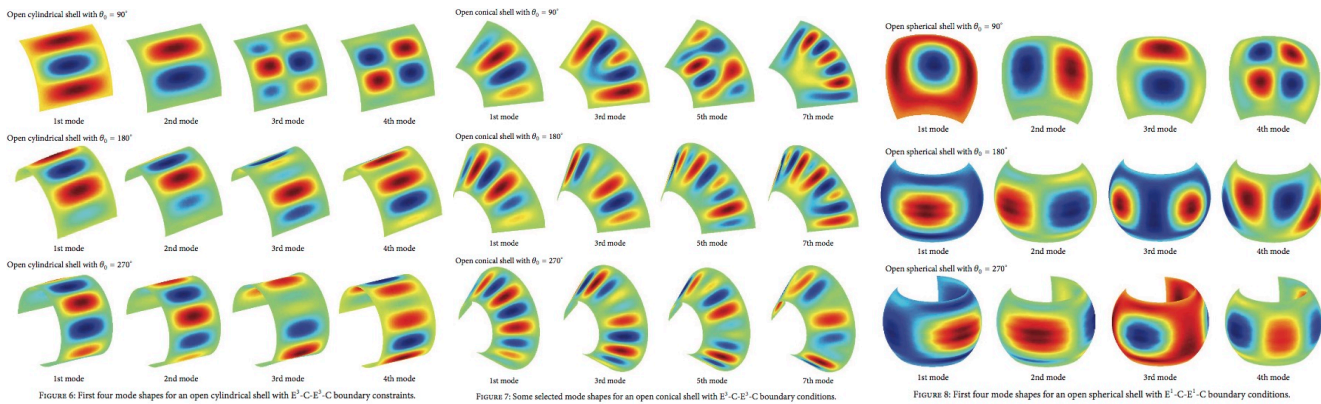 Open cylindrical shell with θ₀ = 90°
1st mode 2nd mode 3rd mode 4th mode
Open cylindrical shell with θ₀ = 180°
1st mode 2nd mode 3rd mode 4th mode
Open cylindrical shell with θ₀ = 270°
1st mode 2nd mode 3rd mode 4th mode
FIGURE 6: First four mode shapes for an open cylindrical shell with E³-C-E³-C boundary constraints.
Open conical shell with θ₀ = 90°
1st mode 3rd mode 5th mode 7th mode
Open conical shell with θ₀ = 180°
1st mode 3rd mode 5th mode 7th mode
Open conical shell with θ₀ = 270°
1st mode 3rd mode 5th mode 7th mode
FIGURE 7: Some selected mode shapes for an open conical shell with E³-C-E³-C boundary conditions.
Open spherical shell with θ₀ = 90°
1st mode 2nd mode 3rd mode 4th mode
Open spherical shell with θ₀ = 180°
1st mode 2nd mode 3rd mode 4th mode
Open spherical shell with θ₀ = 270°
1st mode 2nd mode 3rd mode 4th mode
FIGURE 8: First four mode shapes for an open spherical shell with E¹-C-E¹-C boundary conditions.